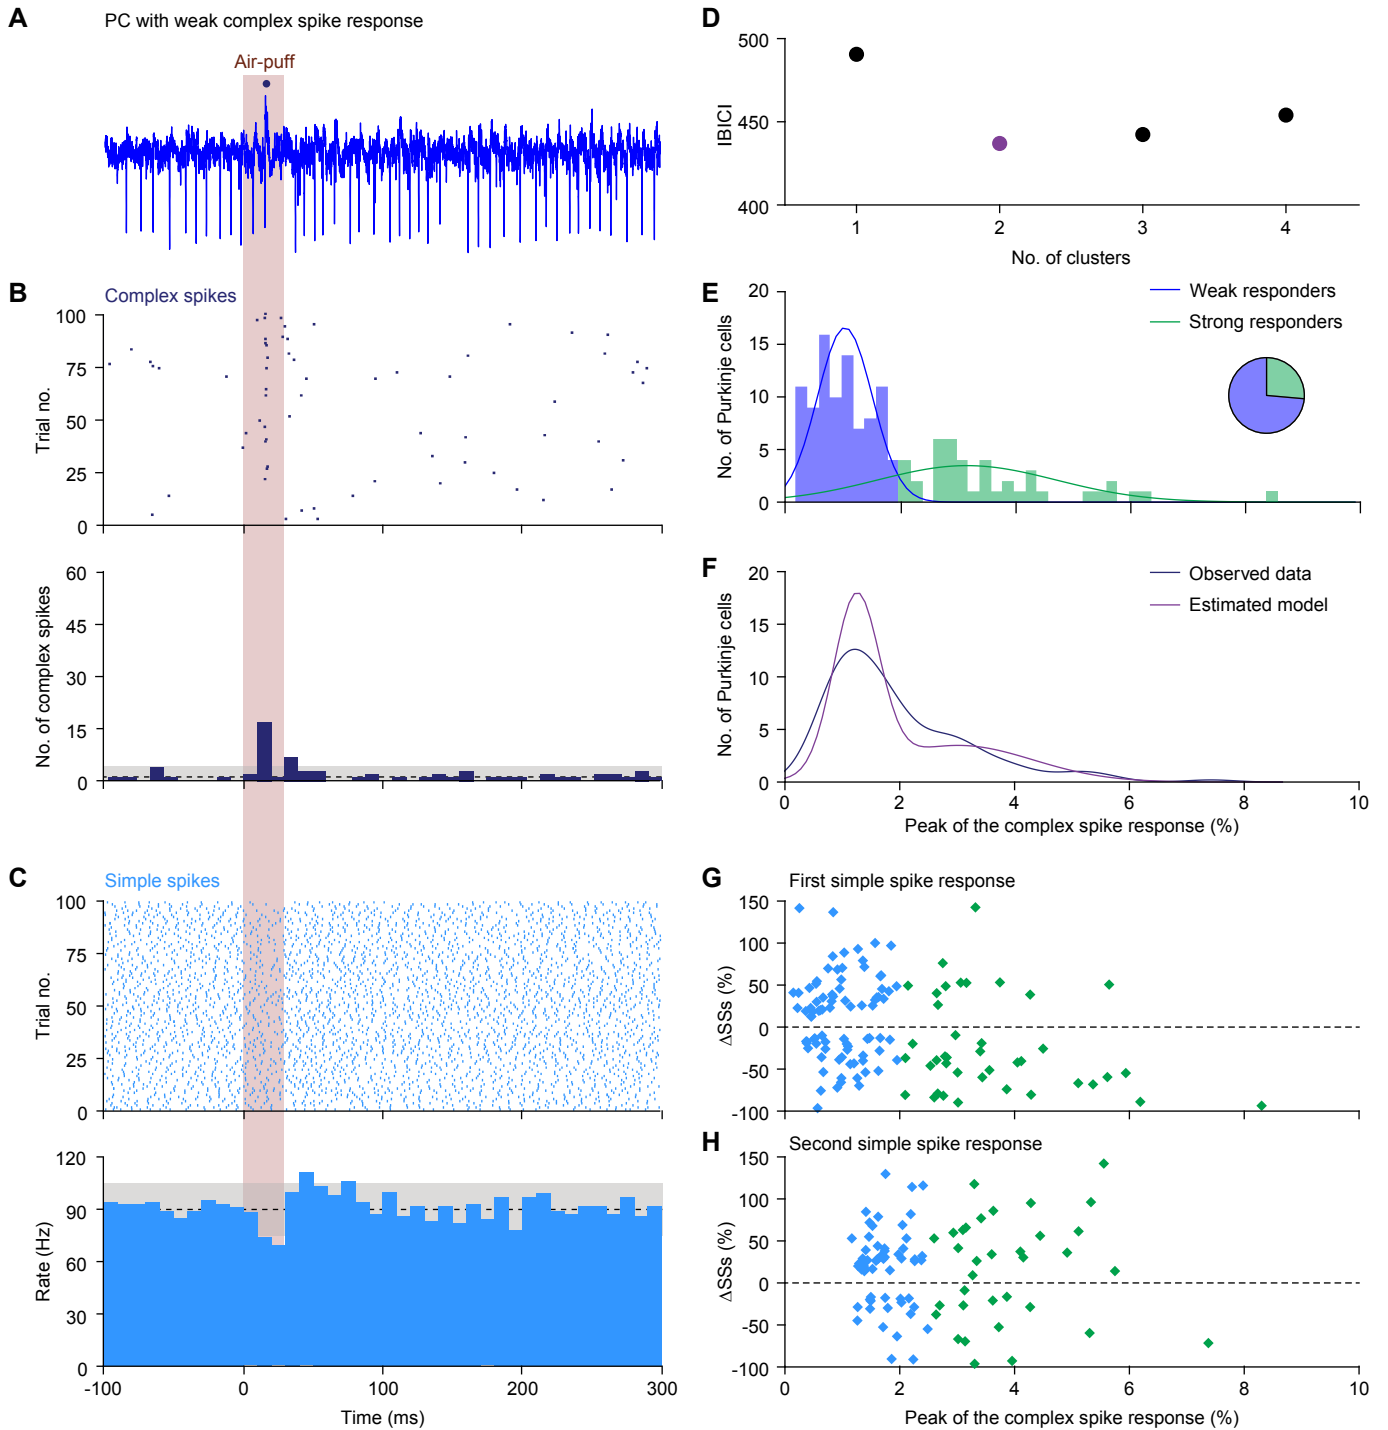 A
PC with weak complex spike response
Air-puff
B
Complex spikes
100
75
50
25
0
Trial no.
0
100
200
60
45
30
15
0
No. of complex spikes
C
Simple spikes
100
75
50
25
0
Trial no.
120
90
60
30
0
Rate (Hz)
-100
0
100
200
300
Time (ms)
D
500
450
400
IBICI
1
2
3
4
No. of clusters
E
20
15
10
5
0
No. of Purkinje cells
Weak responders
Strong responders
F
20
15
10
5
0
No. of Purkinje cells
Observed data
Estimated model
0
2
4
6
8
10
Peak of the complex spike response (%)
G
First simple spike response
150
100
50
0
-50
-100
ΔSSs (%)
H
Second simple spike response
150
100
50
0
-50
-100
ΔSSs (%)
0
2
4
6
8
10
Peak of the complex spike response (%)